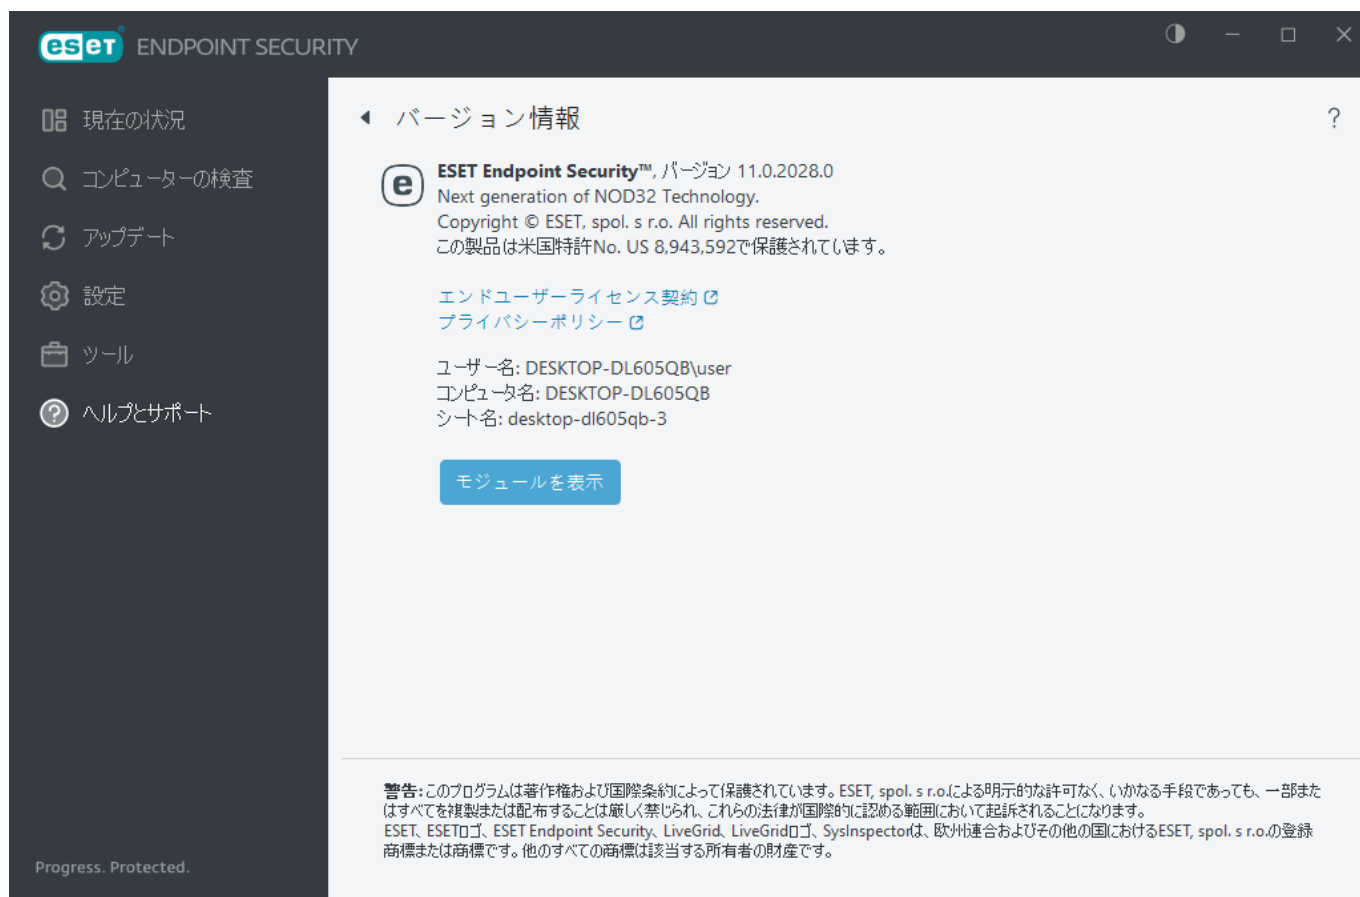 eset ENDPOINT SECURITY
現在の状況
コンピューターの検査
アップデート
設定
ツール
ヘルプとサポート
Progress. Protected.
バージョン情報
?
ESET Endpoint Security™, バージョン 11.0.2028.0
Next generation of NOD32 Technology.
Copyright © ESET, spol. s r.o. All rights reserved.
この製品は米国特許No. US 8,943,592で保護されています。
エンドユーザーライセンス契約
プライバシーポリシー
ユーザー名: DESKTOP-DL605QB\user
コンピュータ名: DESKTOP-DL605QB
シート名: desktop-dl605qb-3
モジュールを表示
警告:このプログラムは著作権および国際条約によって保護されています。ESET, spol. s r.o.による明示的な許可なく、いかなる手段であっても、一部また
はすべてを複製または配布することは厳しく禁じられ、これらの法律が国際的に認める範囲において起訴されることになります。
ESET、ESETロゴ、ESET Endpoint Security、LiveGrid、LiveGridロゴ、SysInspectorは、欧州連合およびその他の国におけるESET, spol. s r.o.の登録
商標または商標です。他のすべての商標は該当する所有者の財産です。